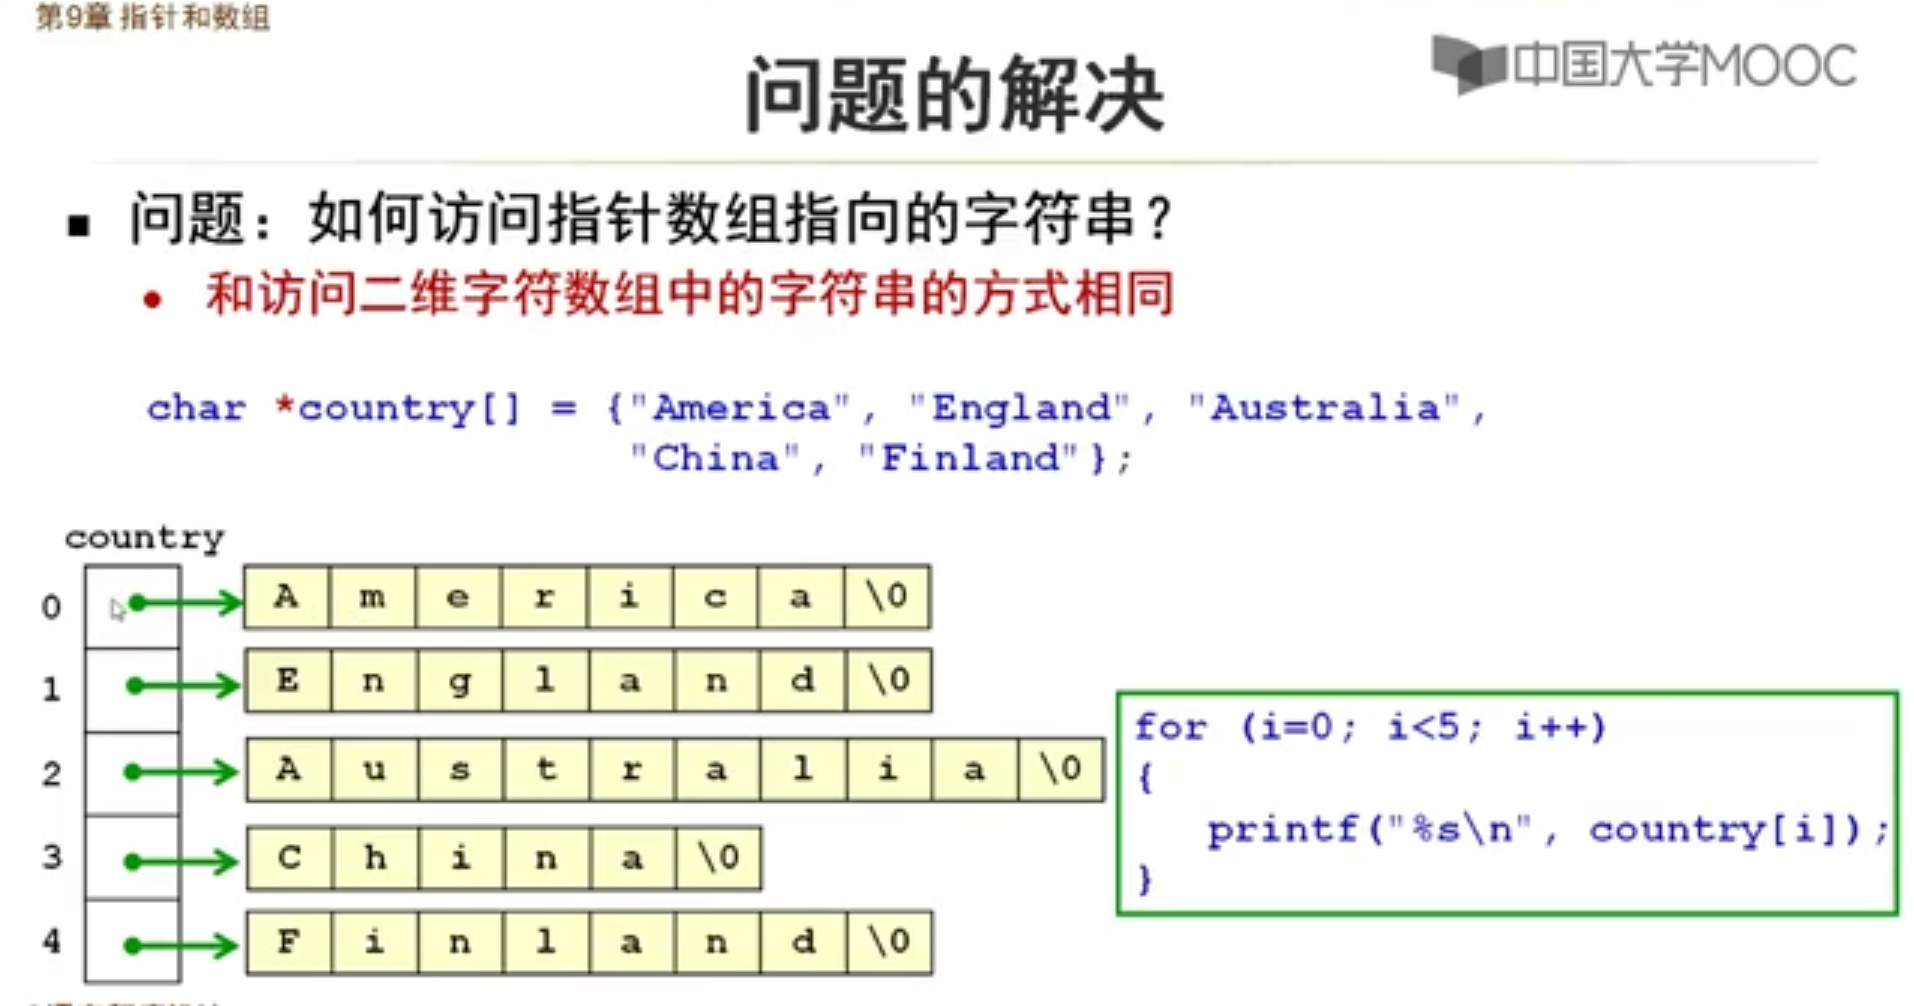 第9章 指针和数组
中国大学MOOC
问题的解决
■ 问题：如何访问指针数组指向的字符串？
• 和访问二维字符数组中的字符串的方式相同
char *country[] = {"America", "England", "Australia",
"China", "Finland"};
country
0 A m e r i c a \0
1 E n g l a n d \0
2 A u s t r a l i a \0
3 C h i n a \0
4 F i n l a n d \0
for (i=0; i<5; i++)
{
printf("%s\n", country[i]);
}